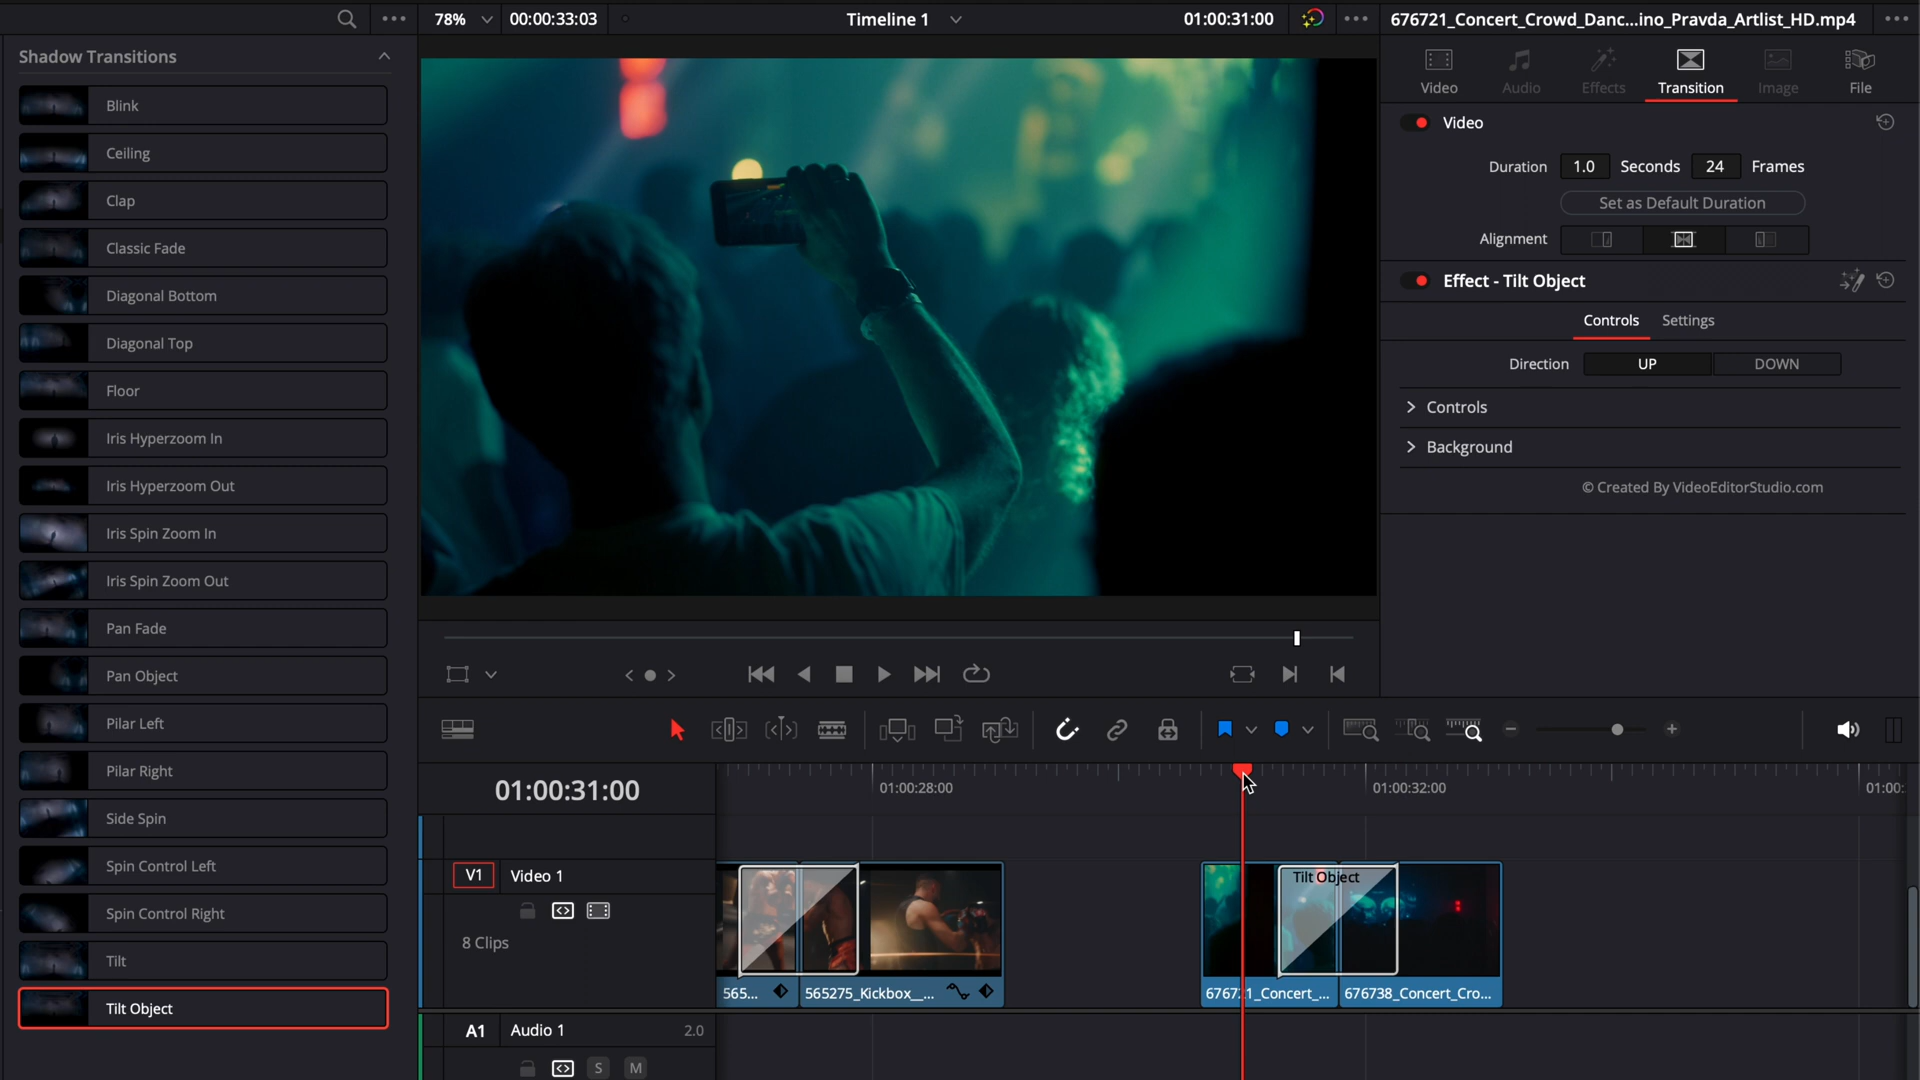 78%
00:00:33:03
Timeline 1
01:00:31:00
676721_Concert_Crowd_Danc...ino_Pravda_Artlist_HD.mp4
Shadow Transitions
Blink
Ceiling
Clap
Classic Fade
Diagonal Bottom
Diagonal Top
Floor
Iris Hyperzoom In
Iris Hyperzoom Out
Iris Spin Zoom In
Iris Spin Zoom Out
Pan Fade
Pan Object
Pilar Left
Pilar Right
Side Spin
Spin Control Left
Spin Control Right
Tilt
Tilt Object
Video
Audio
Effects
Transition
Image
File
Video
Duration 1.0 Seconds 24 Frames
Set as Default Duration
Alignment
Effect - Tilt Object
Controls Settings
Direction UP DOWN
Controls
Background
© Created By VideoEditorStudio.com
01:00:31:00
01:00:28:00
01:00:32:00
01:00:
V1 Video 1
8 Clips
Tilt Object
565...
565275_Kickbox_...
676721_Concert_...
676738_Concert_Cro...
A1 Audio 1 2.0
S M